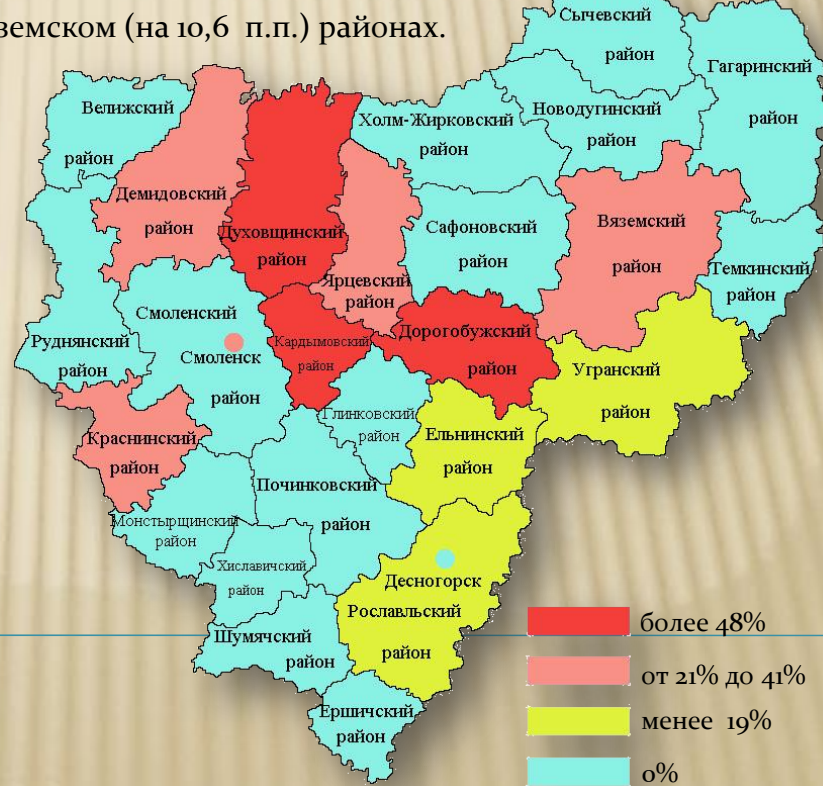 земском (на 10,6 п.п.) районах.
Сычевский
район
Гагаринский
район
Велижский
район
Холм-Жирковский
район
Новодугинский
район
Демидовский
район
Духовщинский
район
Сафоновский
район
Вяземский
район
Ярцевский
район
Темкинский
район
Смоленский
Смоленск
район
Руднянский
район
Кардымовский
район
Дорогобужский
район
Угранский
район
Глинковский
район
Краснинский
район
Ельнинский
район
Починковский
район
Монстырщинский
район
Хиславичский
район
Десногорск
Рославльский
район
Шумячский
район
Ершичский
район
более 48%
от 21% до 41%
менее 19%
0%